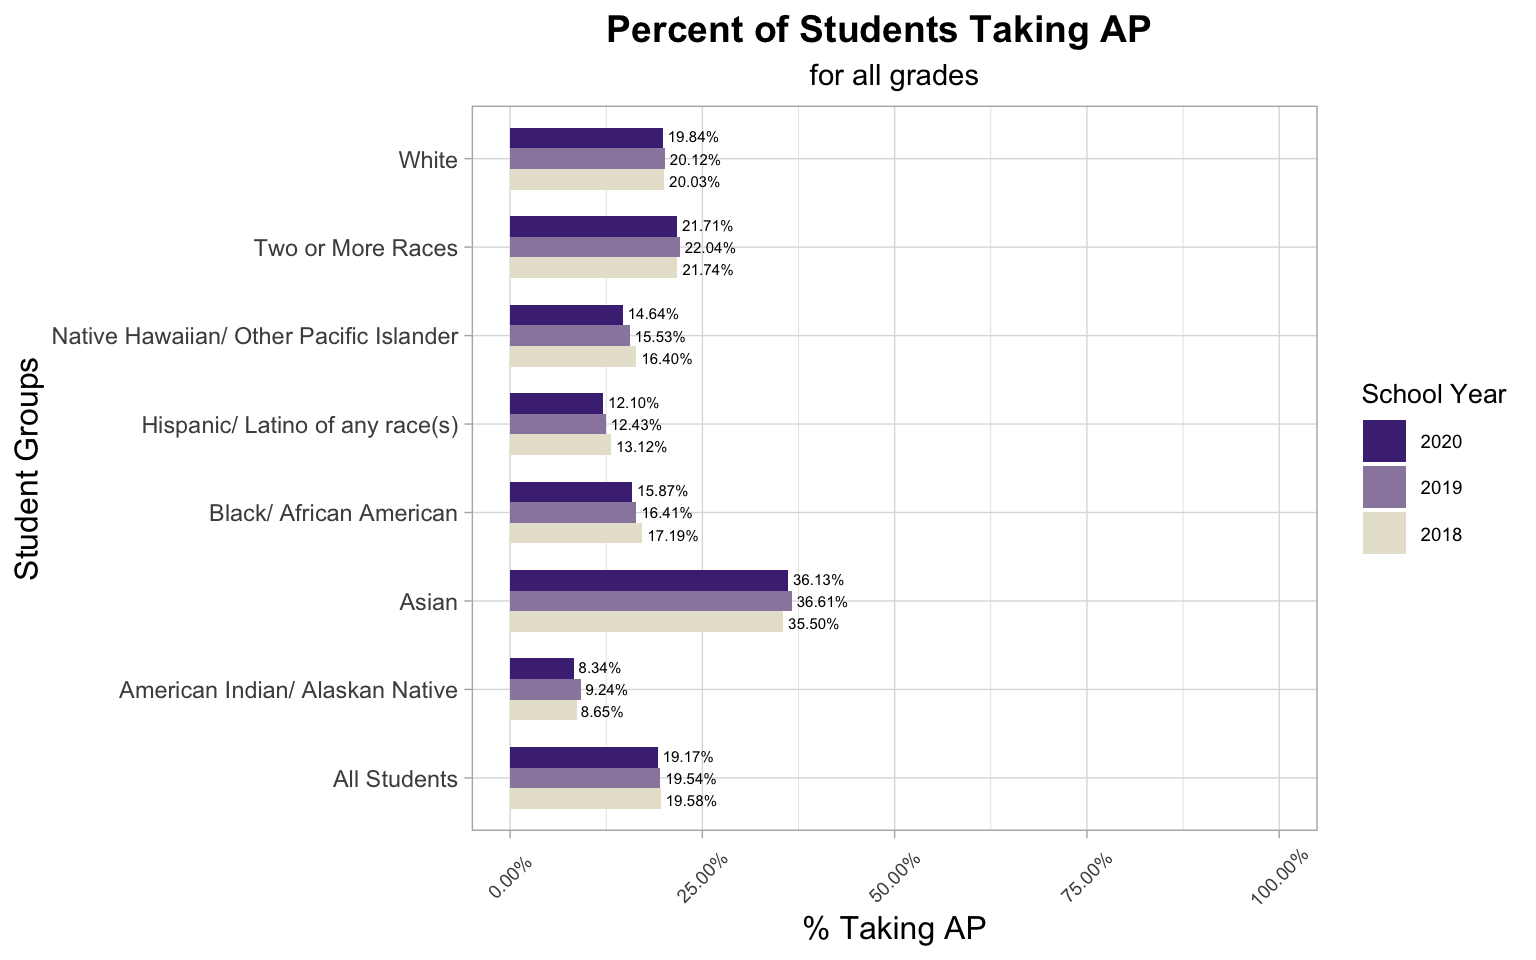 Percent of Students Taking AP
for all grades
Student Groups
White
19.84%
20.12%
20.03%
Two or More Races
21.71%
22.04%
21.74%
Native Hawaiian/ Other Pacific Islander
14.64%
15.53%
16.40%
Hispanic/ Latino of any race(s)
12.10%
12.43%
13.12%
Black/ African American
15.87%
16.41%
17.19%
Asian
36.13%
36.61%
35.50%
American Indian/ Alaskan Native
8.34%
9.24%
8.65%
All Students
19.17%
19.54%
19.58%
0.00%
25.00%
50.00%
75.00%
100.00%
% Taking AP
School Year
2020
2019
2018